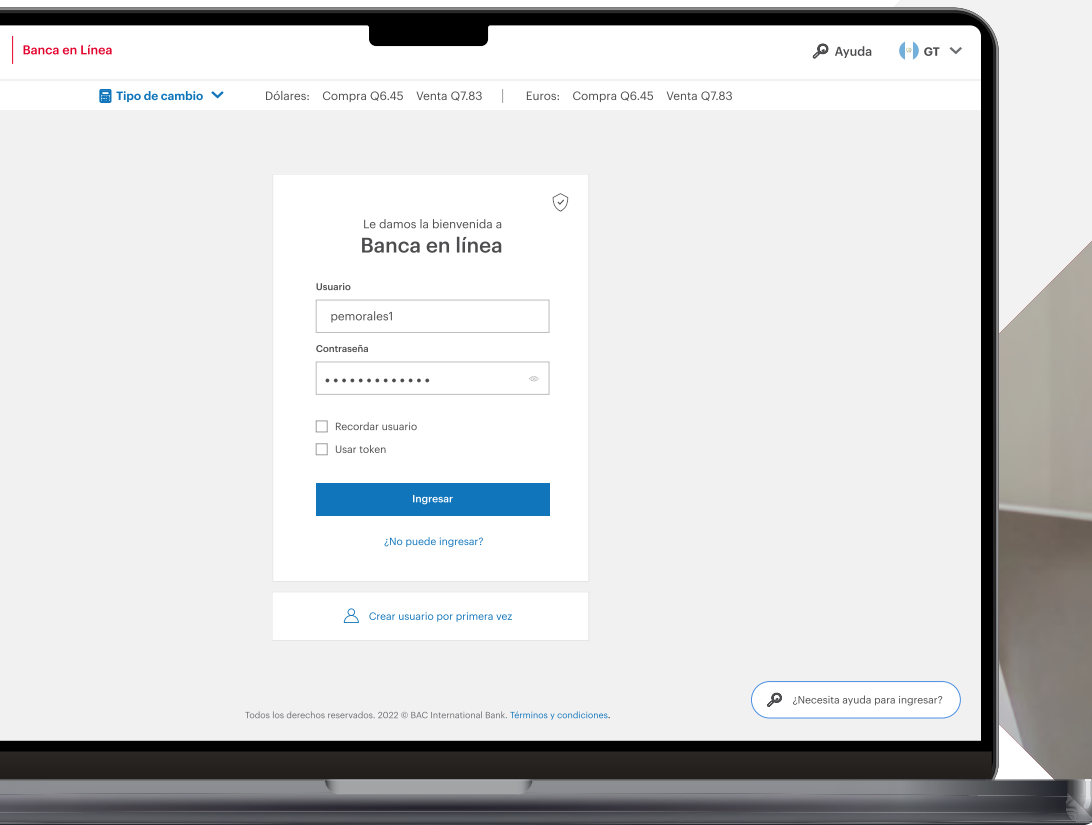 Banca en Línea
Ayuda
GT
Tipo de cambio
Dólares: Compra Q6.45 Venta Q7.83 | Euros: Compra Q6.45 Venta Q7.83
Le damos la bienvenida a
Banca en línea
Usuario
pemorales1
Contraseña
•••••••••••••
Recordar usuario
Usar token
Ingresar
¿No puede ingresar?
Crear usuario por primera vez
¿Necesita ayuda para ingresar?
Todos los derechos reservados. 2022 © BAC International Bank. Términos y condiciones.